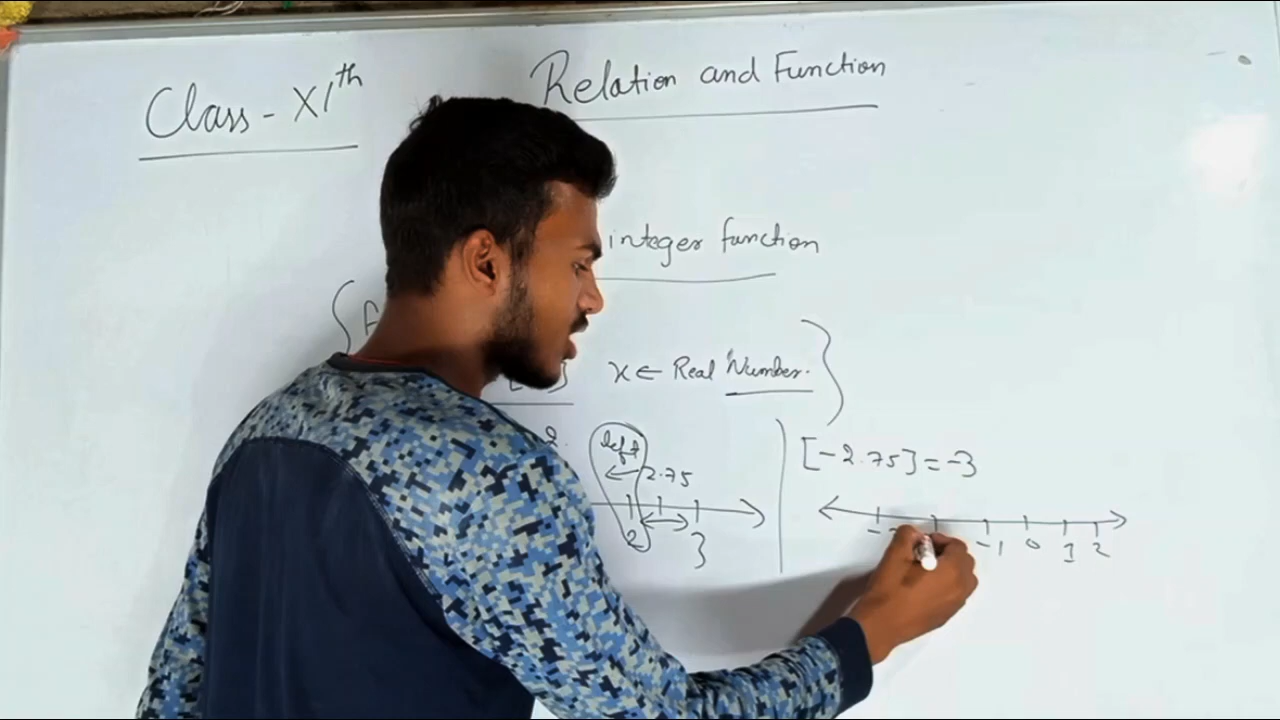 Class - XIth
Relation and Function
integer function
x ← Real Number.
2.
left
2.75
2
3
[-2.75] = -3
-1 0 1 2